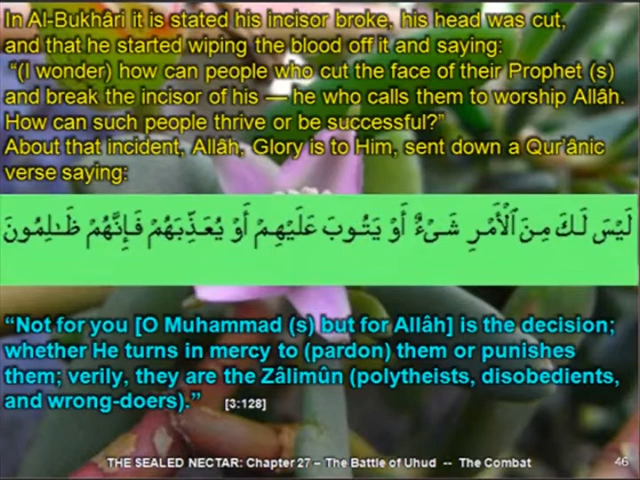 In Al-Bukhâri it is stated his incisor broke, his head was cut,
and that he started wiping the blood off it and saying:
“(I wonder) how can people who cut the face of their Prophet (s)
and break the incisor of his — he who calls them to worship Allâh.
How can such people thrive or be successful?”
About that incident, Allâh, Glory is to Him, sent down a Qur’ânic
verse saying:
لَيْسَ لَكَ مِنَ ٱلْأَمْرِ شَىْءٌ أَوْ يَتُوبَ عَلَيْهِمْ أَوْ يُعَذِّبَهُمْ فَإِنَّهُمْ ظَـٰلِمُونَ
“Not for you [O Muhammad (s) but for Allâh] is the decision;
whether He turns in mercy to (pardon) them or punishes
them; verily, they are the Zâlimûn (polytheists, disobedients,
and wrong-doers).” [3:128]
THE SEALED NECTAR: Chapter 27 – The Battle of Uhud -- The Combat 46